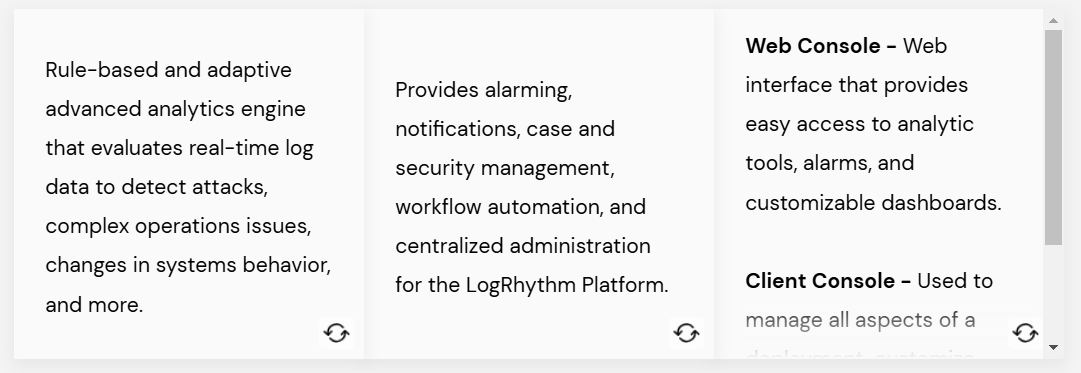 Rule-based and adaptive
advanced analytics engine
that evaluates real-time log
data to detect attacks,
complex operations issues,
changes in systems behavior,
and more.
Provides alarming,
notifications, case and
security management,
workflow automation, and
centralized administration
for the LogRhythm Platform.
Web Console - Web
interface that provides
easy access to analytic
tools, alarms, and
customizable dashboards.
Client Console - Used to
manage all aspects of a